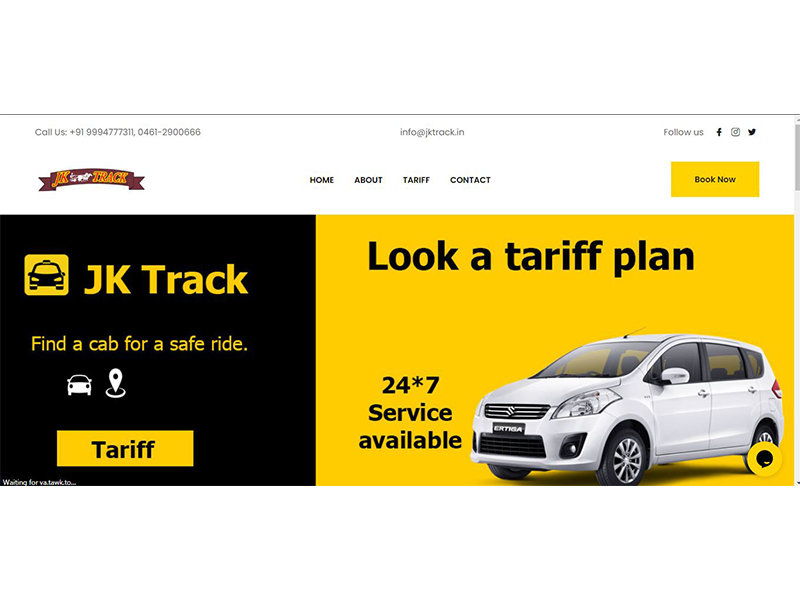 Call Us: +91 9994777311, 0461-2900666
info@jktrack.in
Follow us
JK TRACK
HOME
ABOUT
TARIFF
CONTACT
Book Now
JK Track
Look a tariff plan
Find a cab for a safe ride.
24*7
Service
available
ERTIGA
Tariff
Waiting for va.tawk.to...